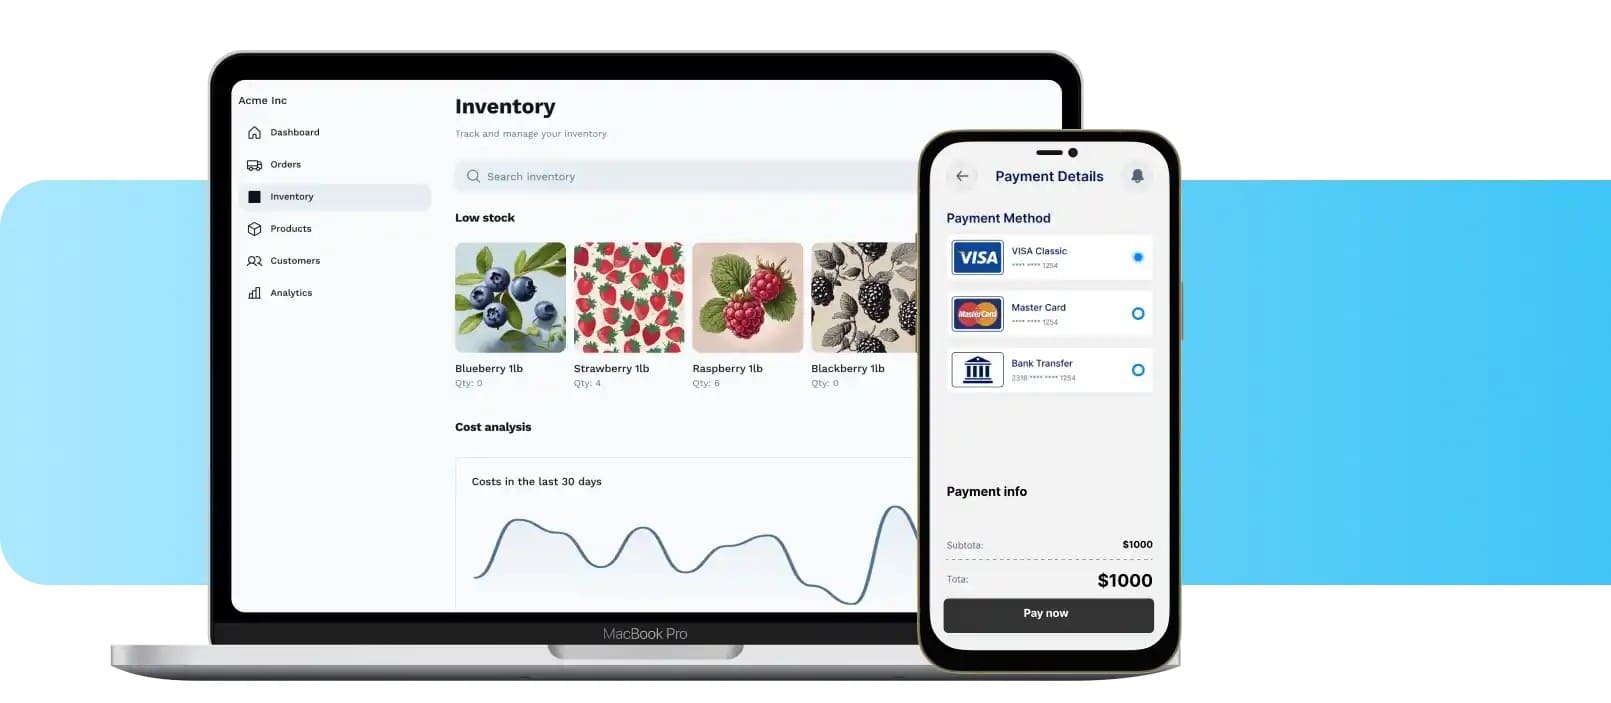 Acme Inc
Dashboard
Orders
Inventory
Products
Customers
Analytics
Inventory
Track and manage your inventory
Search inventory
Low stock
Blueberry 1lb
Qty: 0
Strawberry 1lb
Qty: 4
Raspberry 1lb
Qty: 6
Blackberry 1lb
Qty: 0
Cost analysis
Costs in the last 30 days
MacBook Pro
Payment Details
Payment Method
VISA
VISA Classic
**** **** 1254
MasterCard
Master Card
**** **** 1254
Bank Transfer
2318 **** **** 1254
Payment info
Subtota:
$1000
Tota:
$1000
Pay now